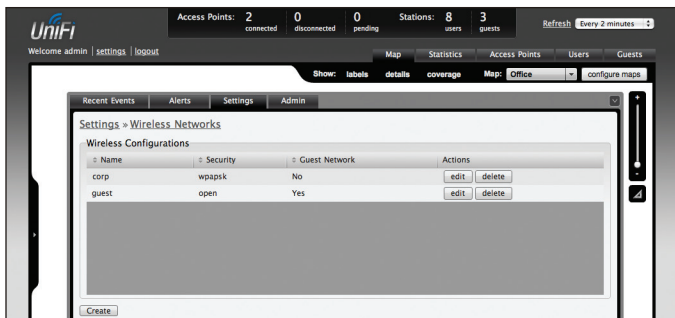 UniFi
Access Points: 2 connected 0 disconnected 0 pending Stations: 8 users 3 guests Refresh Every 2 minutes
Welcome admin | settings | logout
Map Statistics Access Points Users Guests
Show: labels details coverage Map: Office configure maps
Recent Events Alerts Settings Admin
Settings » Wireless Networks
Wireless Configurations
Name Security Guest Network Actions
corp wpapsk No edit delete
guest open Yes edit delete
Create